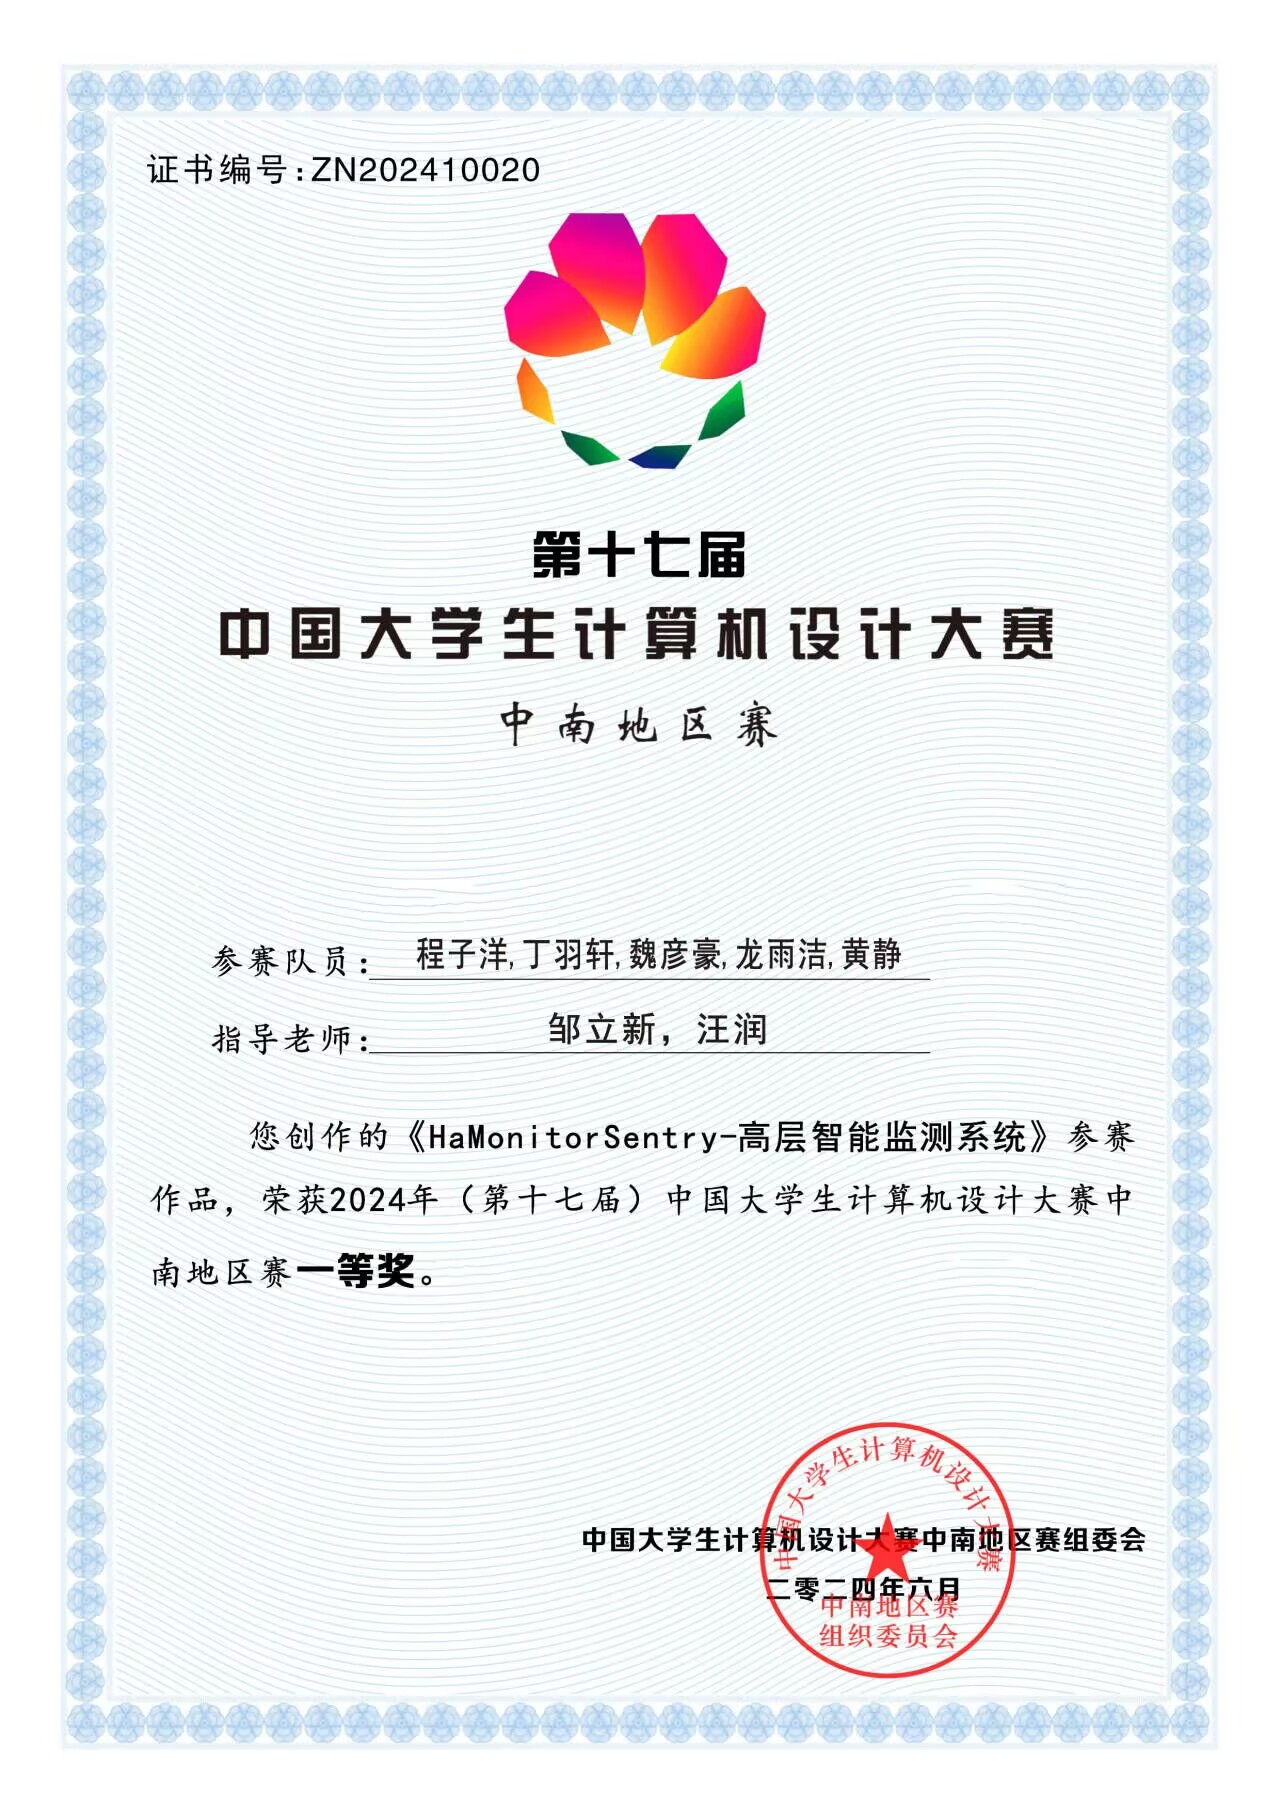 证书编号:ZN202410020
第十七届
中国大学生计算机设计大赛
中南地区赛
参赛队员: 程子洋,丁羽轩,魏彦豪,龙雨洁,黄静
指导老师: 邹立新，汪润
您创作的《HaMonitorSentry-高层智能监测系统》参赛
作品，荣获2024年（第十七届）中国大学生计算机设计大赛中
南地区赛一等奖。
中国大学生计算机设计大赛中南地区赛组委会
二零二四年六月
中国大学生计算机设计大赛
中南地区赛
组织委员会